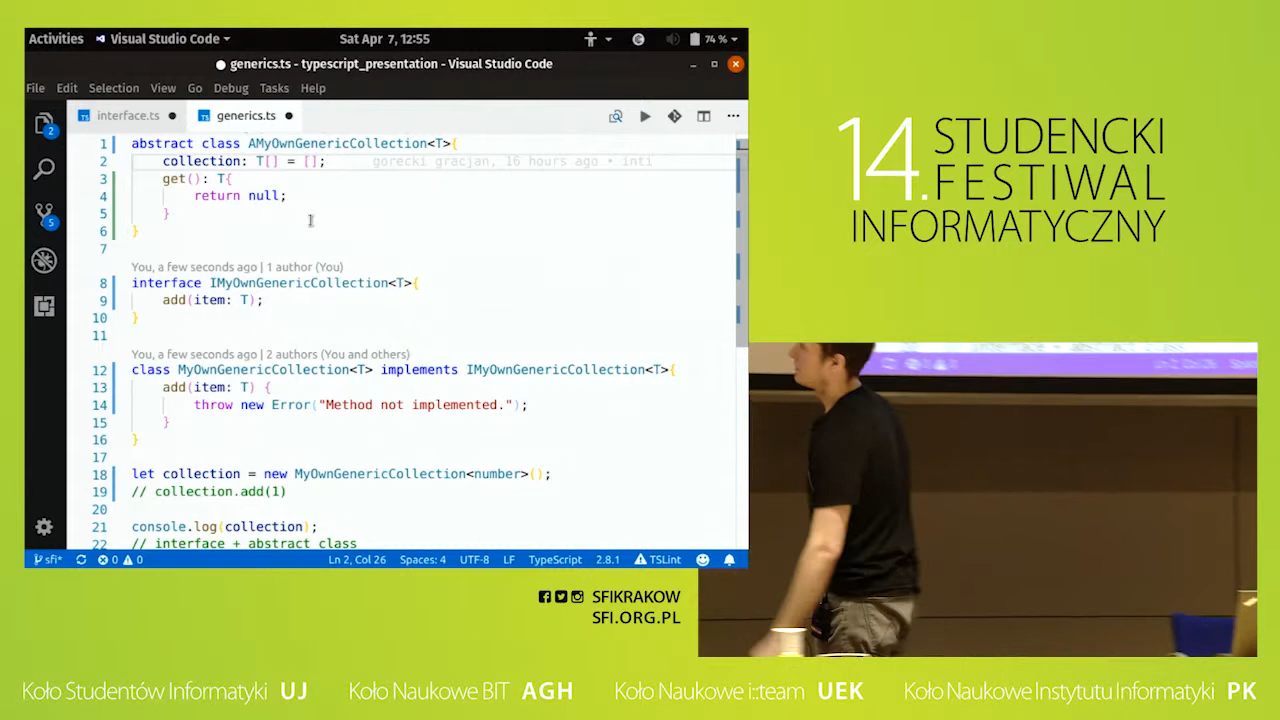 Activities Visual Studio Code Sat Apr 7, 12:55 74 %
generics.ts - typescript_presentation - Visual Studio Code
File Edit Selection View Go Debug Tasks Help
interface.ts generics.ts
1 abstract class AMyOwnGenericCollection<T>{
2 collection: T[] = []; górecki gracjan, 16 hours ago • inti
3 get(): T{
4 return null;
5 }
6 }
7
You, a few seconds ago | 1 author (You)
8 interface IMyOwnGenericCollection<T>{
9 add(item: T);
10 }
11
You, a few seconds ago | 2 authors (You and others)
12 class MyOwnGenericCollection<T> implements IMyOwnGenericCollection<T>{
13 add(item: T) {
14 throw new Error("Method not implemented.");
15 }
16 }
17
18 let collection = new MyOwnGenericCollection<number>();
19 // collection.add(1)
20
21 console.log(collection);
22 // interface + abstract class
2
5
sfi* 0 0 Ln 2, Col 26 Spaces: 4 UTF-8 LF TypeScript 2.8.1 TSLint
14. STUDENCKI
FESTIWAL
INFORMATYCZNY
SFIKRAKOW
SFI.ORG.PL
Koło Studentów Informatyki UJ Koło Naukowe BIT AGH Koło Naukowe i::team UEK Koło Naukowe Instytutu Informatyki PK